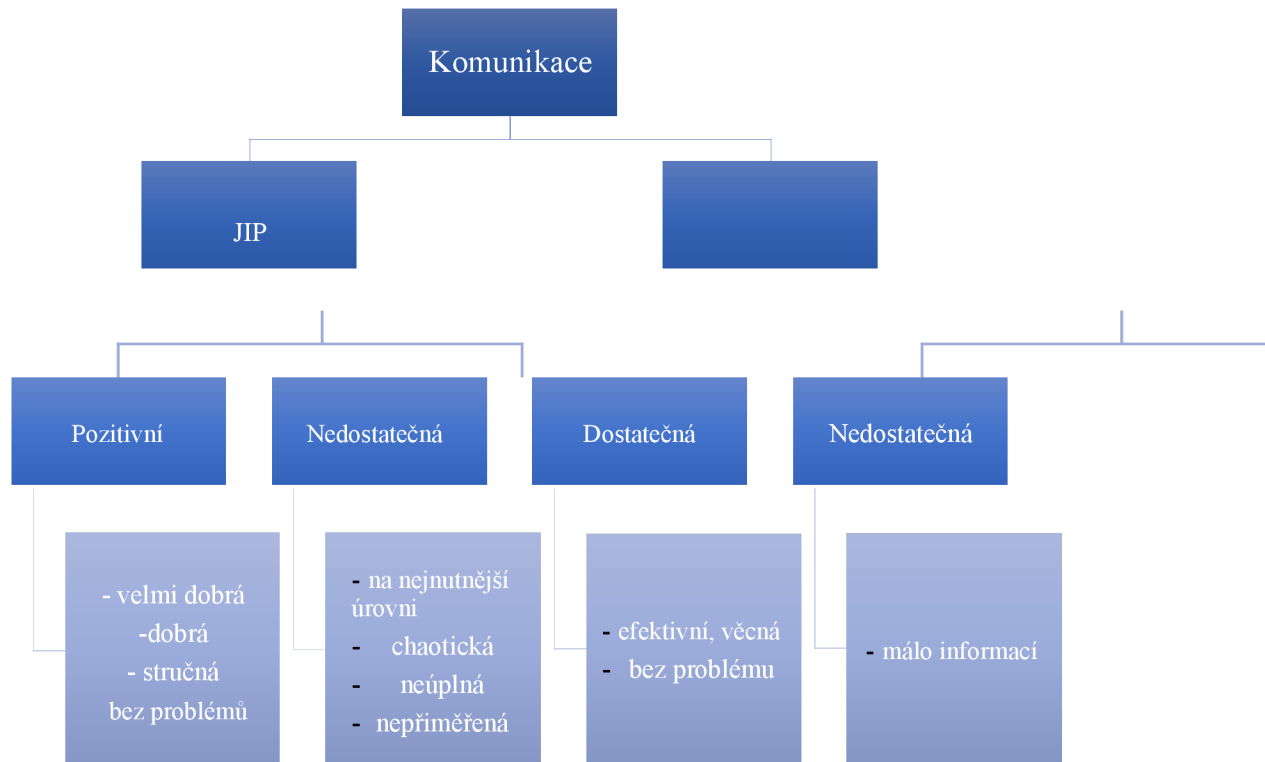 Komunikace
JIP
Pozitivní
Nedostatečná
Dostatečná
Nedostatečná
- velmi dobrá
-dobrá
- stručná
bez problémů
- na nejnutnější
úrovni
- chaotická
- neúplná
- nepřiměřená
- efektivní, věcná
- bez problému
- málo informací